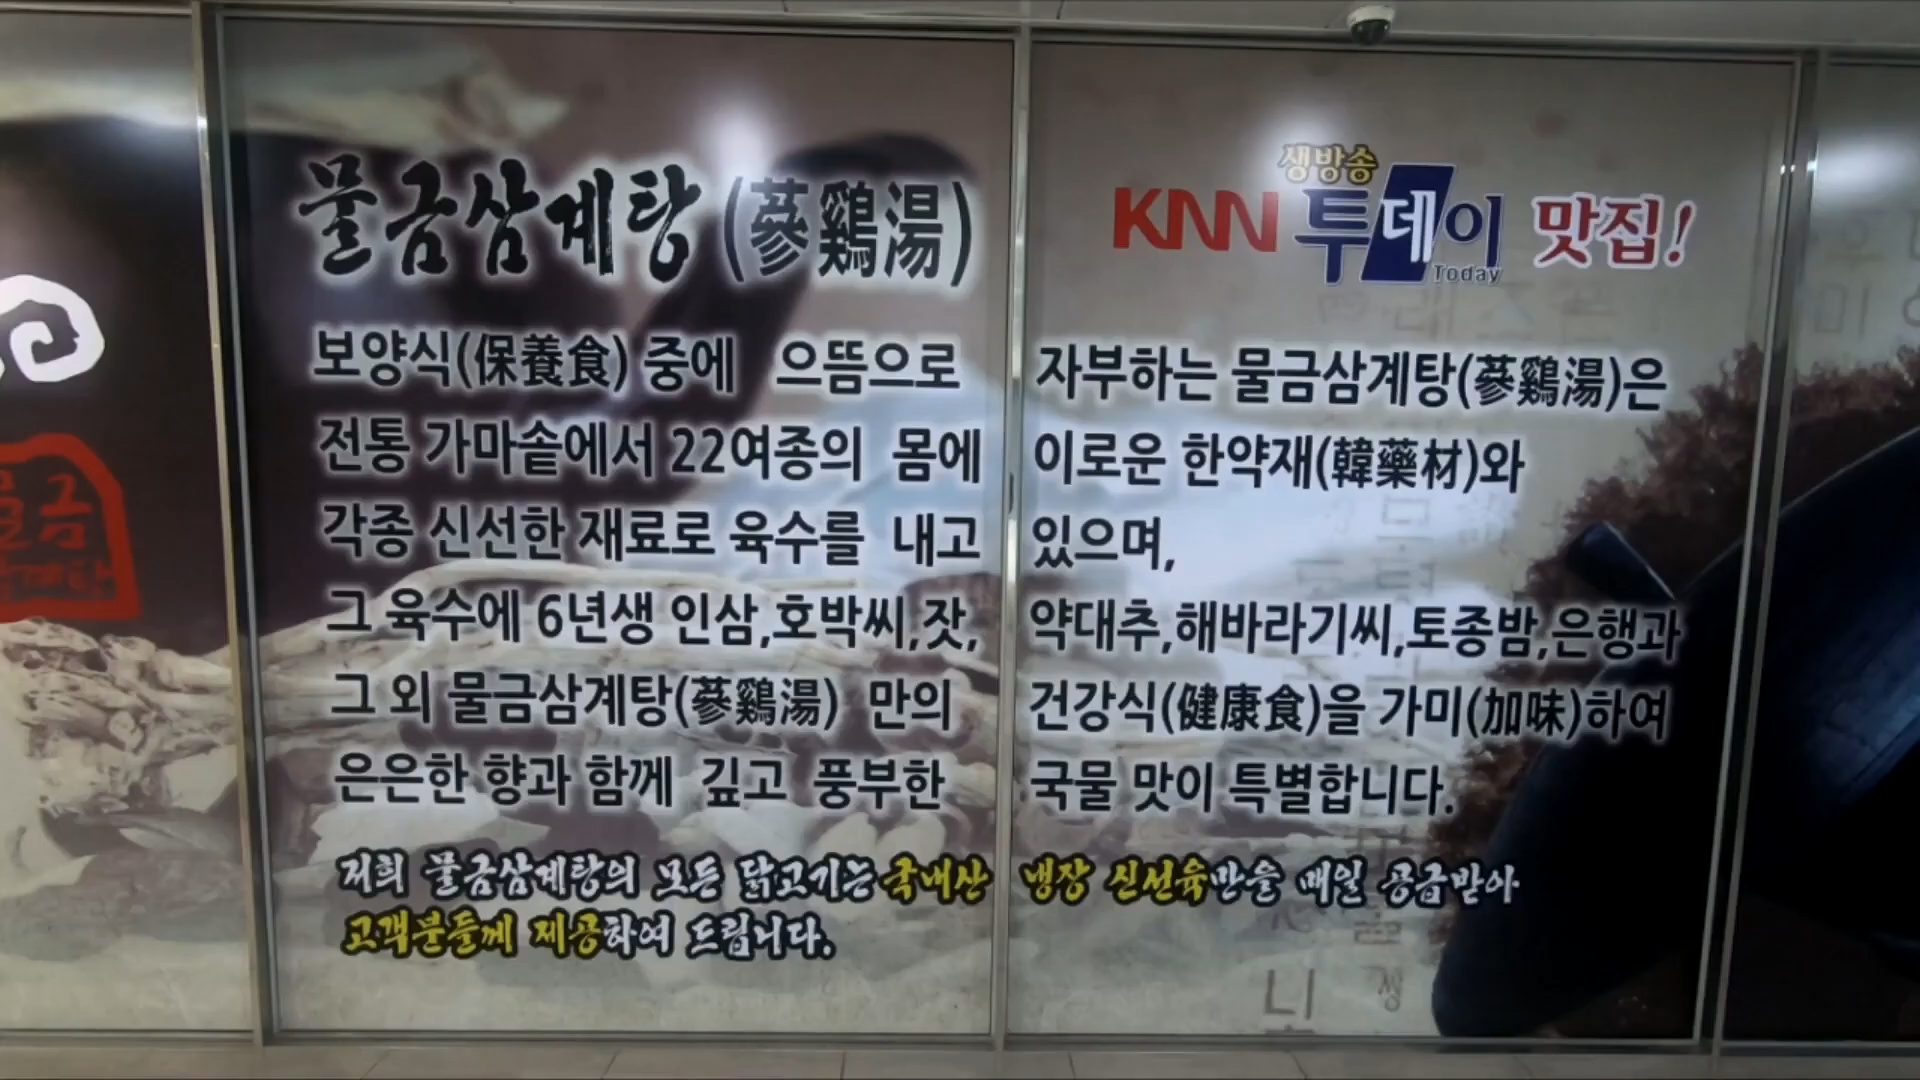 물금삼계탕(蔘鷄湯)
KNN 생방송 투데이 Today 맛집!
보양식(保養食) 중에 으뜸으로 자부하는 물금삼계탕(蔘鷄湯)은
전통 가마솥에서 22여종의 몸에 이로운 한약재(韓藥材)와
각종 신선한 재료로 육수를 내고 있으며,
그 육수에 6년생 인삼,호박씨,잣, 약대추,해바라기씨,토종밤,은행과
그 외 물금삼계탕(蔘鷄湯) 만의 건강식(健康食)을 가미(加味)하여
은은한 향과 함께 깊고 풍부한 국물 맛이 특별합니다.
저희 물금삼계탕의 모든 닭고기는 국내산 냉장 신선육만을 매일 공급받아
고객분들께 제공하여 드립니다.